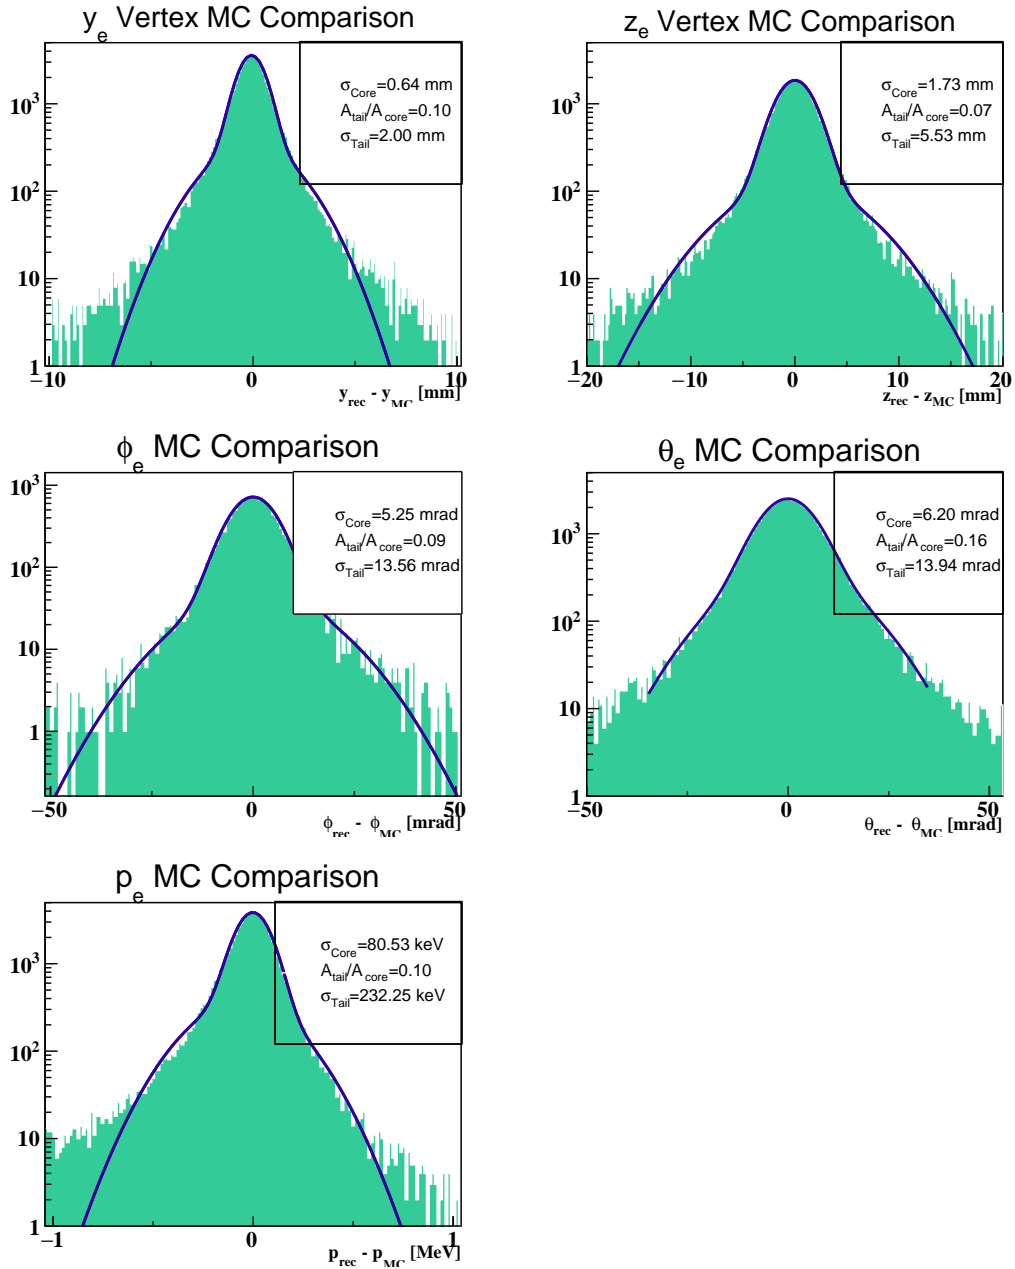 y_e Vertex MC Comparison
σ_Core=0.64 mm
A_tail/A_core=0.10
σ_Tail=2.00 mm
10^3
10^2
10
1
−10
0
10
y_rec - y_MC [mm]
z_e Vertex MC Comparison
σ_Core=1.73 mm
A_tail/A_core=0.07
σ_Tail=5.53 mm
10^3
10^2
10
1
−20
−10
0
10
20
z_rec - z_MC [mm]
ϕ_e MC Comparison
σ_Core=5.25 mrad
A_tail/A_core=0.09
σ_Tail=13.56 mrad
10^3
10^2
10
1
−50
0
50
ϕ_rec - ϕ_MC [mrad]
θ_e MC Comparison
σ_Core=6.20 mrad
A_tail/A_core=0.16
σ_Tail=13.94 mrad
10^3
10^2
10
1
−50
0
50
θ_rec - θ_MC [mrad]
p_e MC Comparison
σ_Core=80.53 keV
A_tail/A_core=0.10
σ_Tail=232.25 keV
10^3
10^2
10
1
−1
0
1
p_rec - p_MC [MeV]